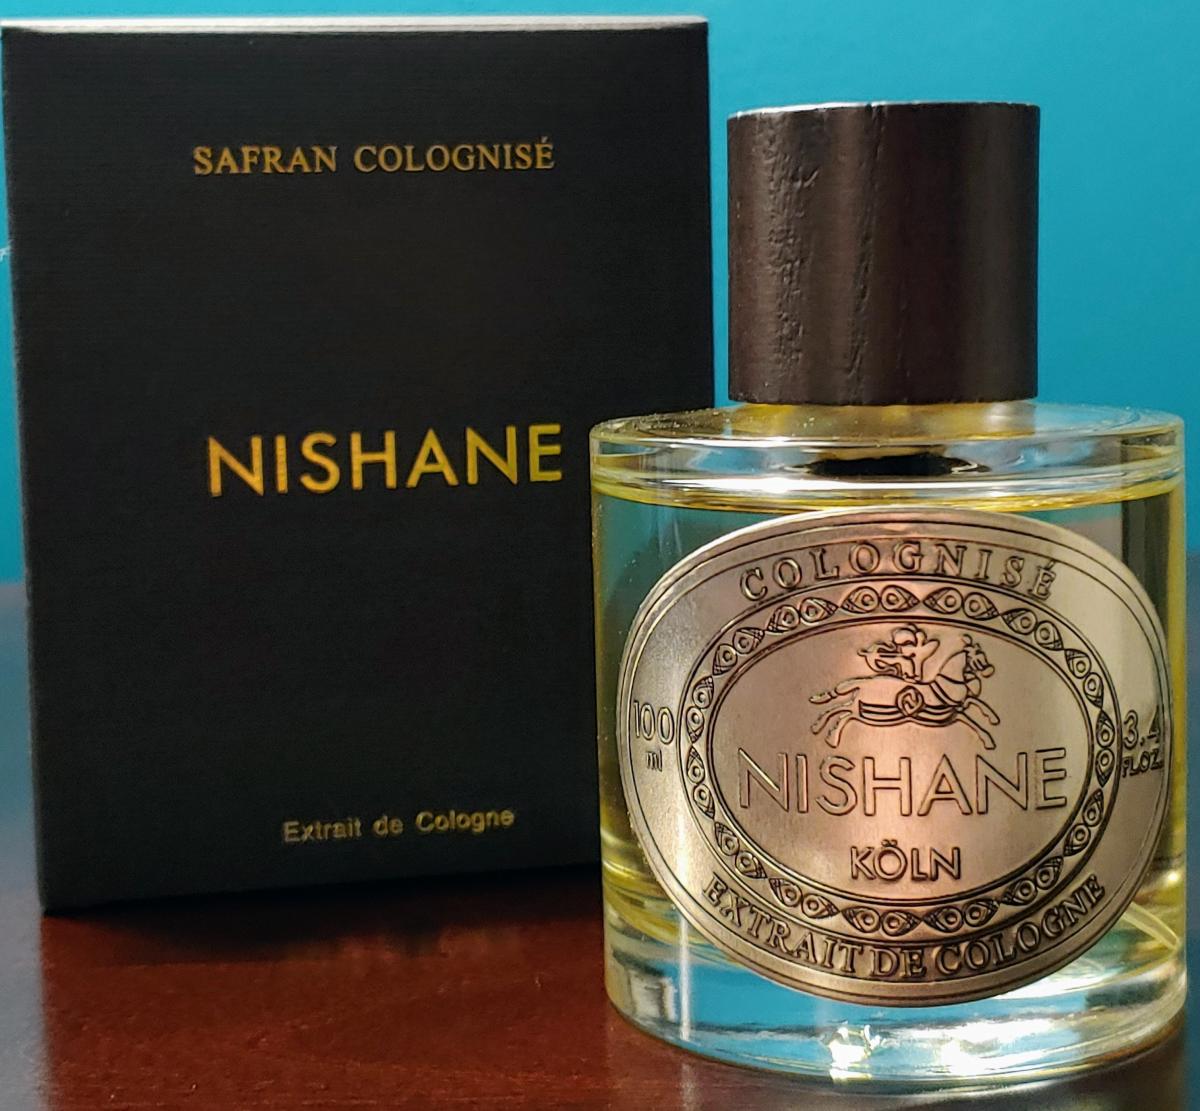 SAFRAN COLOGNISÉ
NISHANE
Extrait de Cologne
COLOGNISÉ
100
ml
3.4
FL.OZ.
NISHANE
KÖLN
EXTRAIT DE COLOGNE